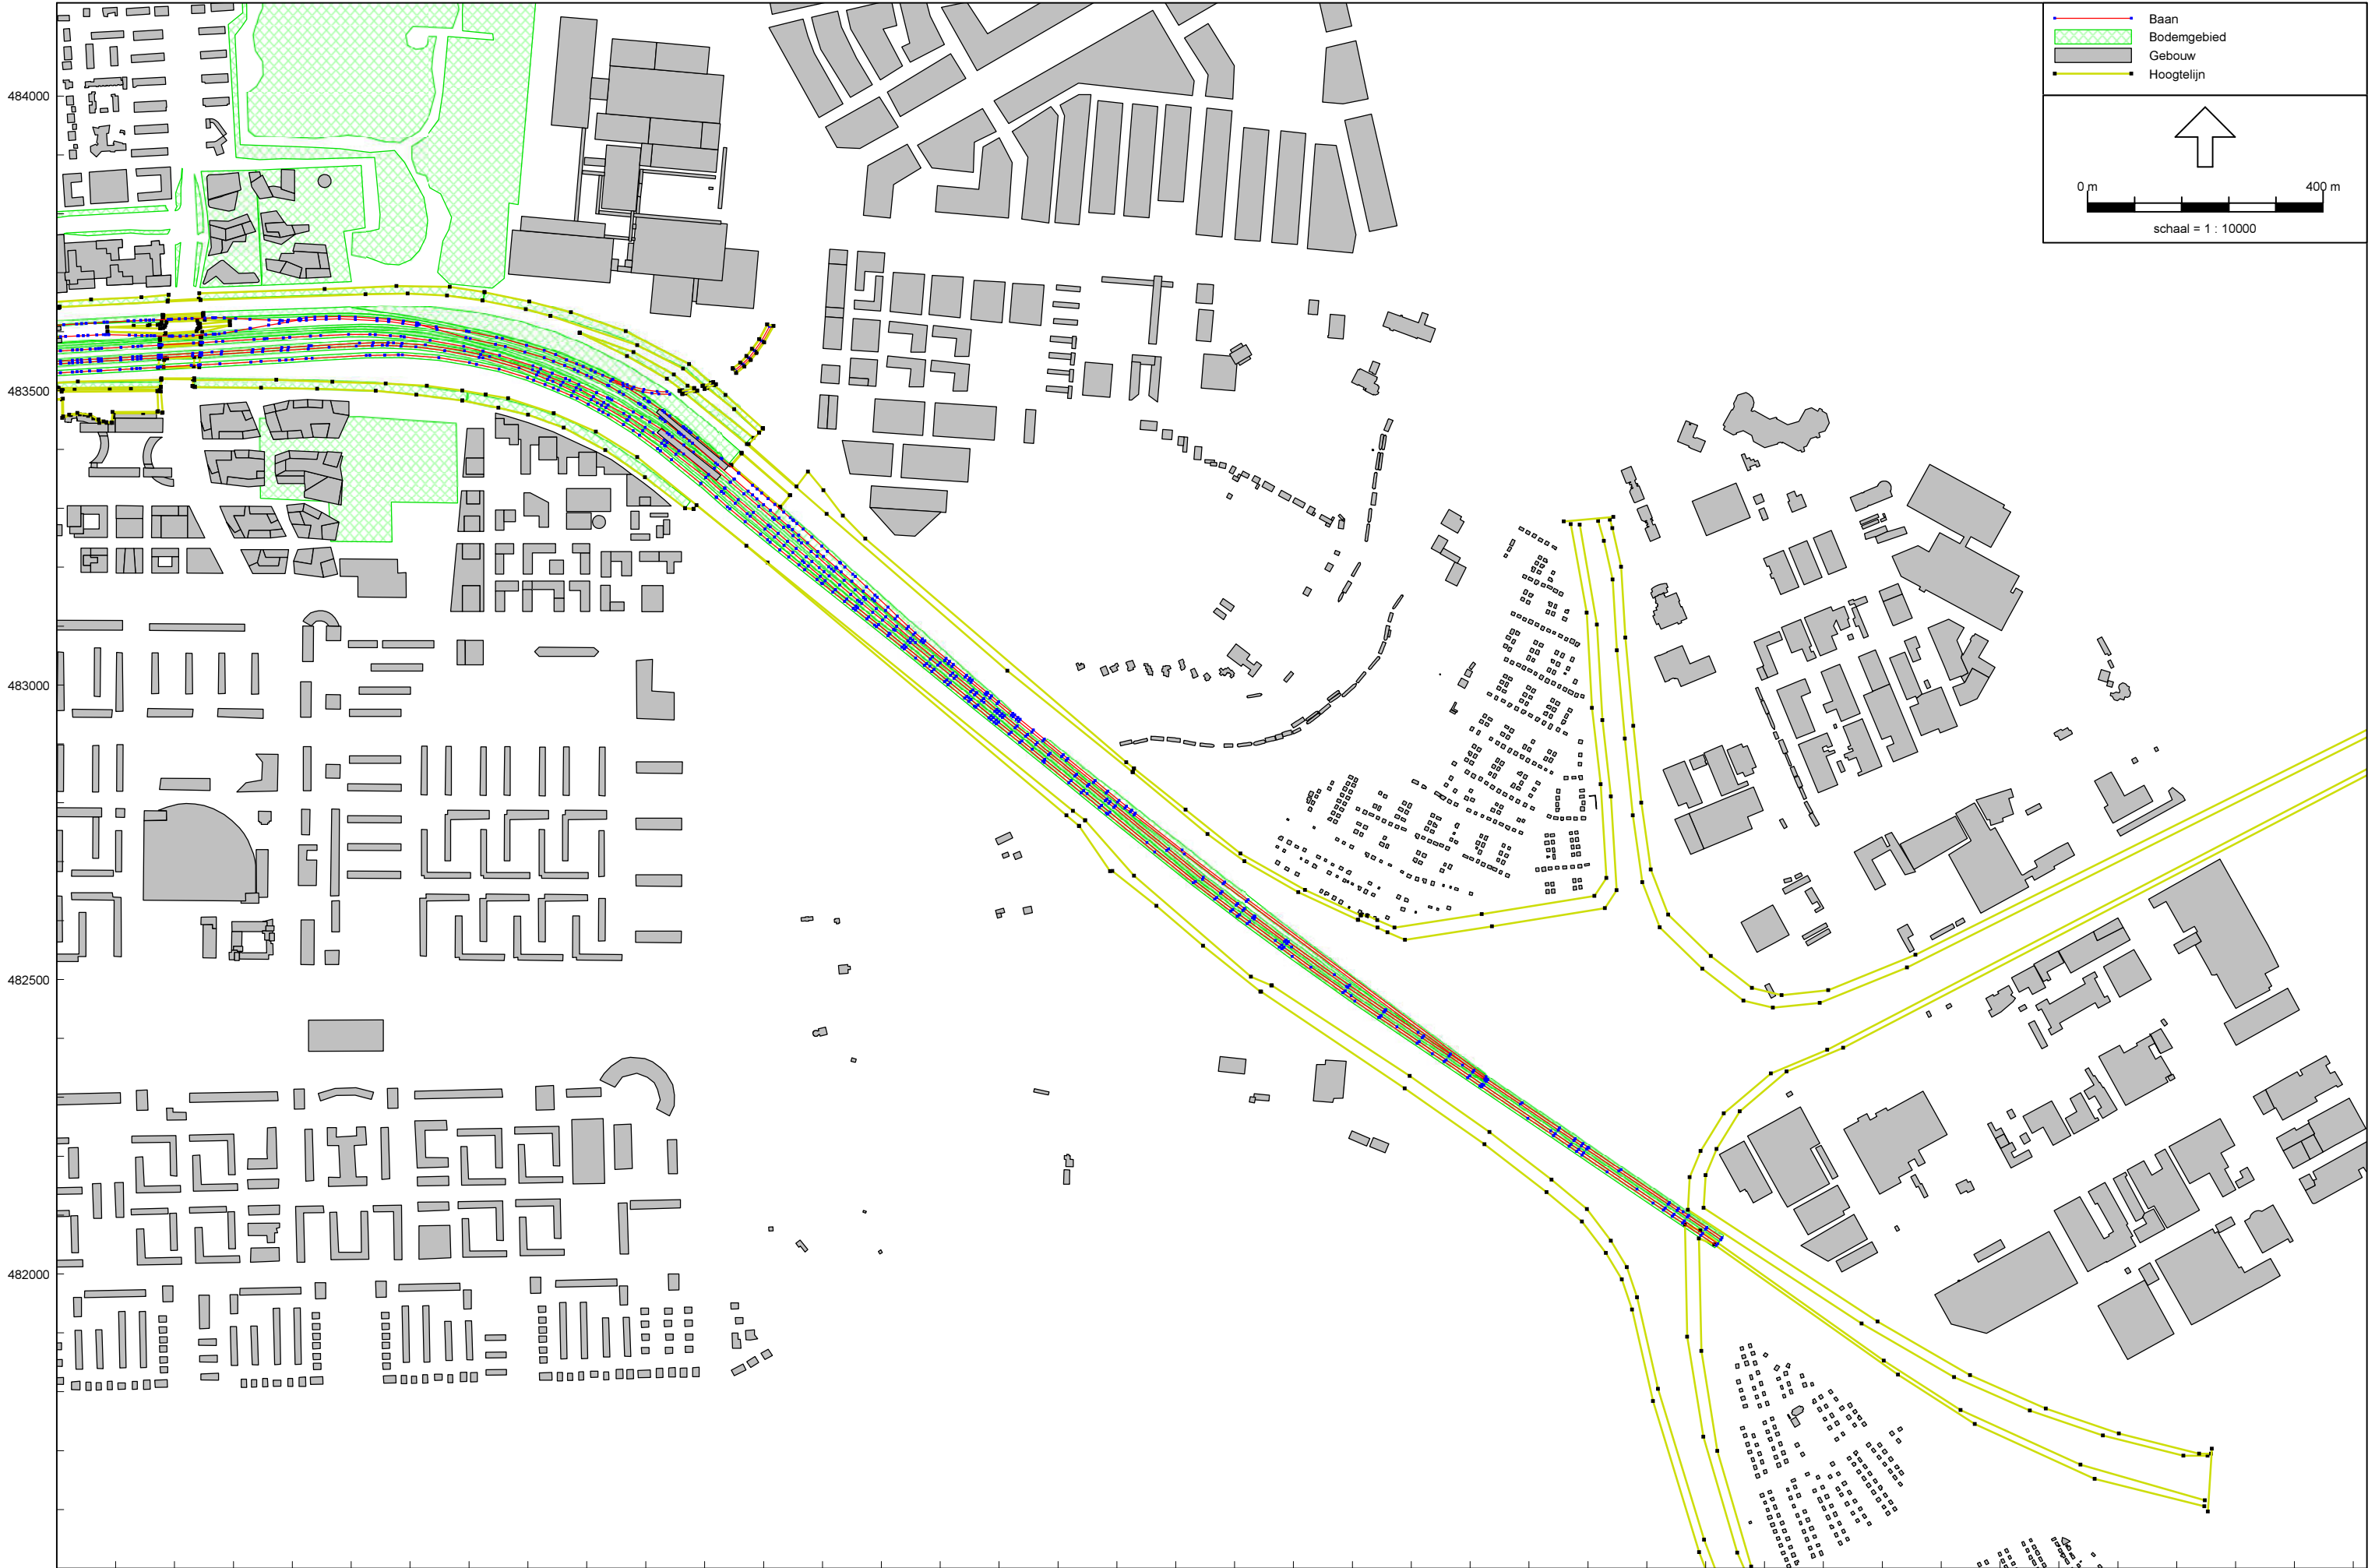 Baan
Bodemgebied
Gebouw
Hoogtelijn
0 m 400 m
schaal = 1 : 10000
484000
483500
483000
482500
482000